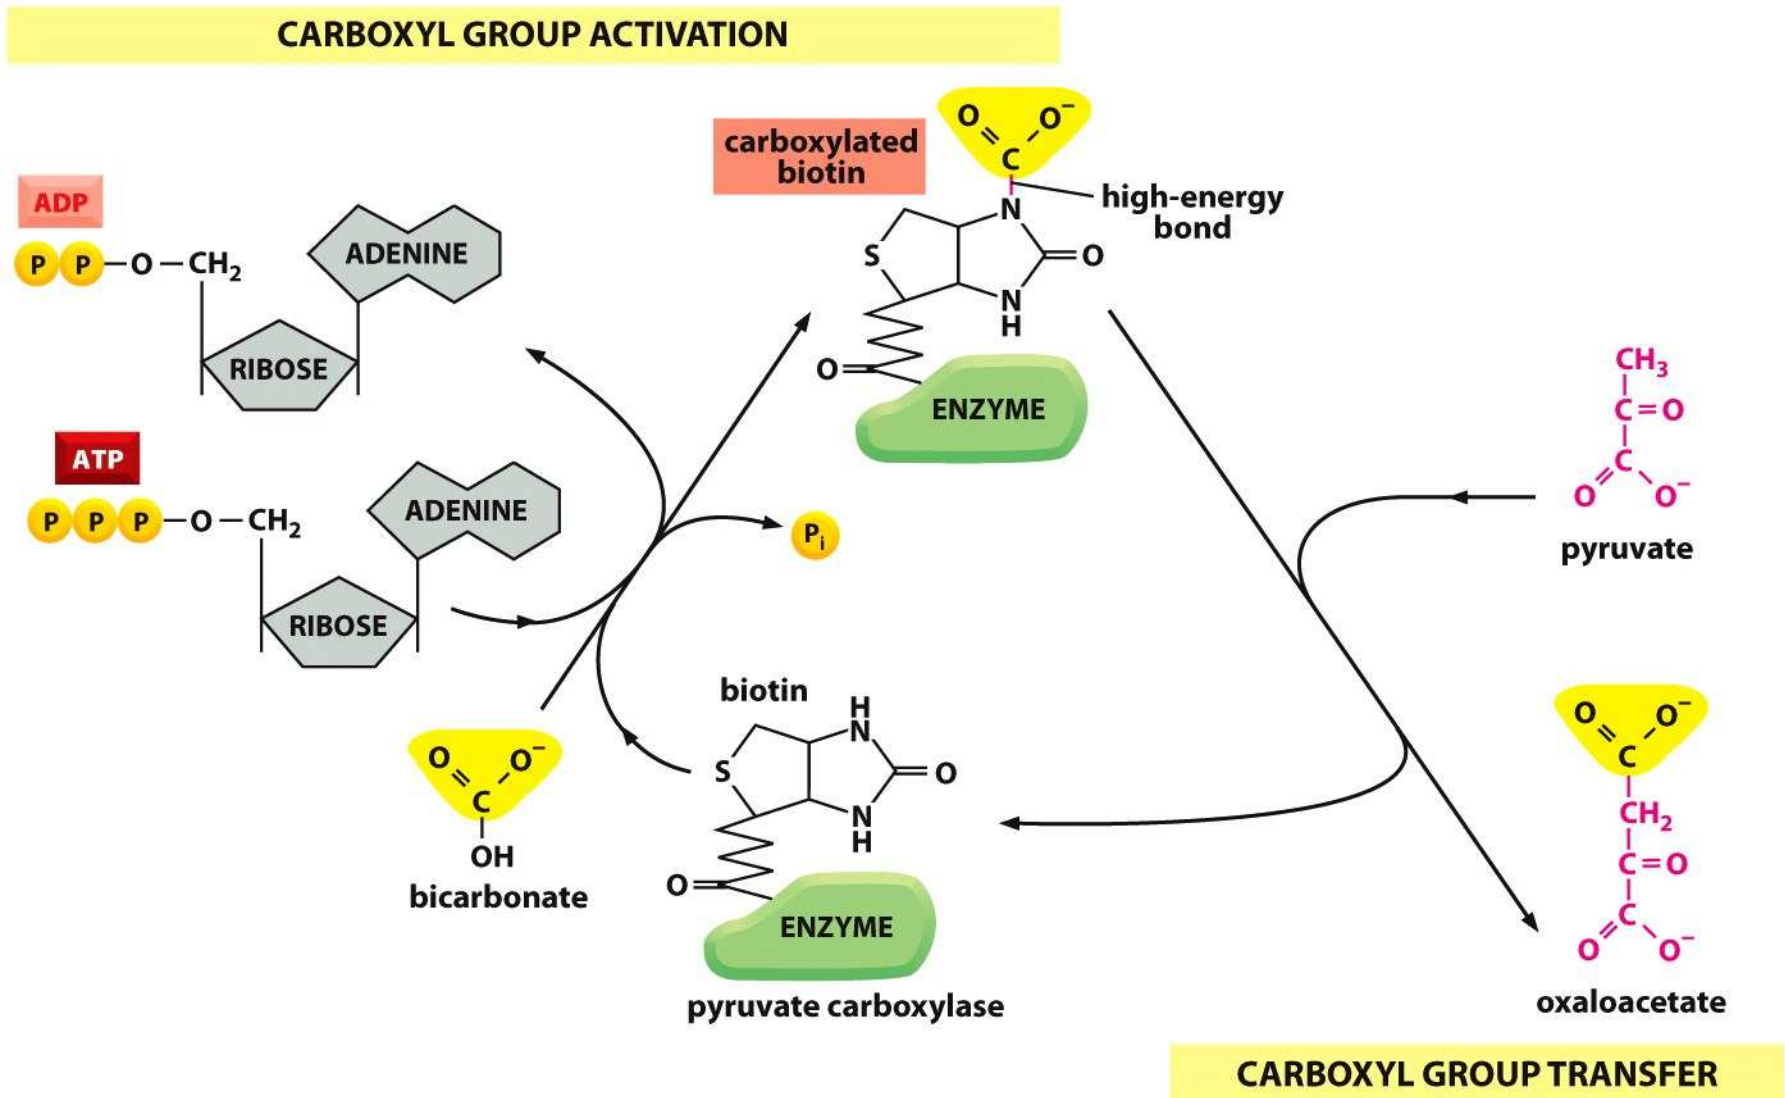 CARBOXYL GROUP ACTIVATION
carboxylated
biotin
O O⁻
C
high-energy
bond
N
S
O
N
H
O
ENZYME
ADP
P P O CH₂
ADENINE
RIBOSE
ATP
P P P O CH₂
ADENINE
RIBOSE
Pᵢ
CH₃
C=O
C
O O⁻
pyruvate
biotin
H
N
S
O
N
H
O
ENZYME
pyruvate carboxylase
O O⁻
C
OH
bicarbonate
O O⁻
C
CH₂
C=O
C
O O⁻
oxaloacetate
CARBOXYL GROUP TRANSFER